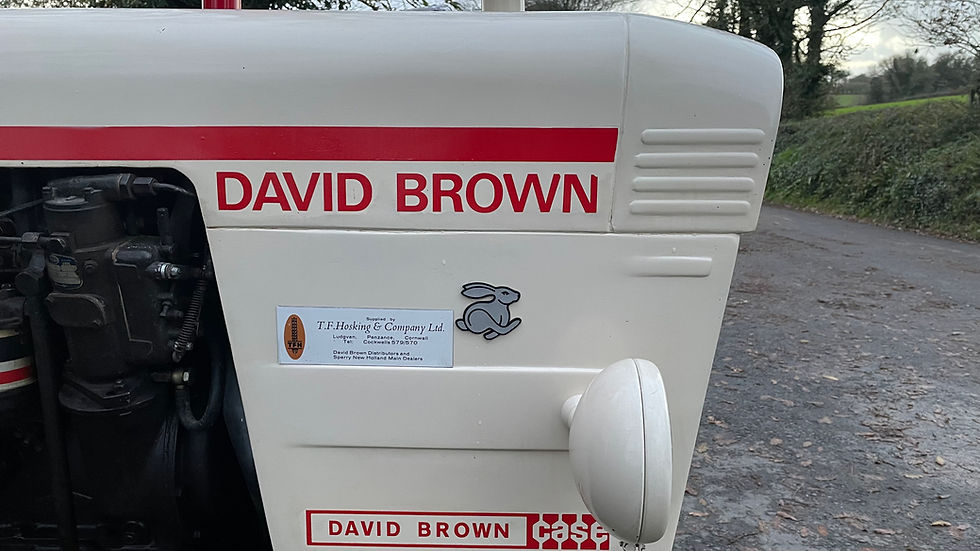 DAVID BROWN
Supplied by
T.F.Hosking & Company Ltd.
Ludgvan, Penzance, Cornwall
Tel: Cockwells 579/570
David Brown Distributors and
Sperry New Holland Main Dealers
TFH
DAVID BROWN case